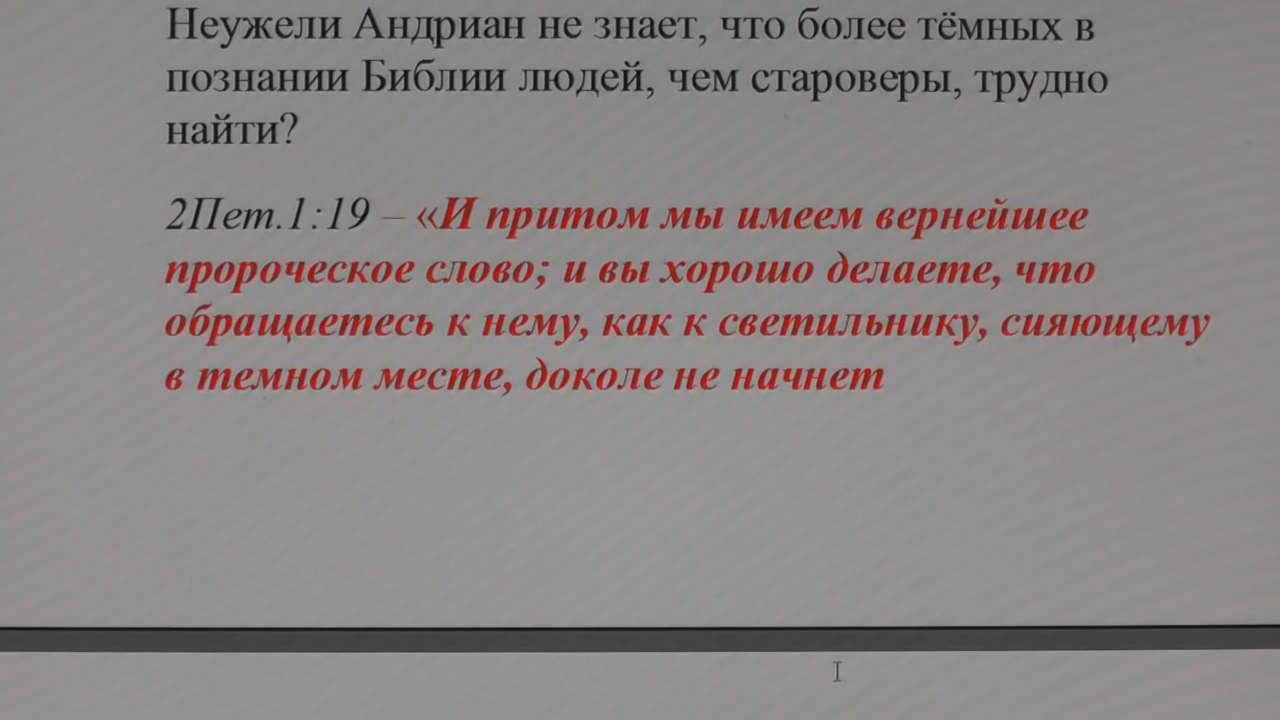 Неужели Андриан не знает, что более тёмных в
познании Библии людей, чем староверы, трудно
найти?
2Пет.1:19 – «И притом мы имеем вернейшее
пророческое слово; и вы хорошо делаете, что
обращаетесь к нему, как к светильнику, сияющему
в темном месте, доколе не начнет